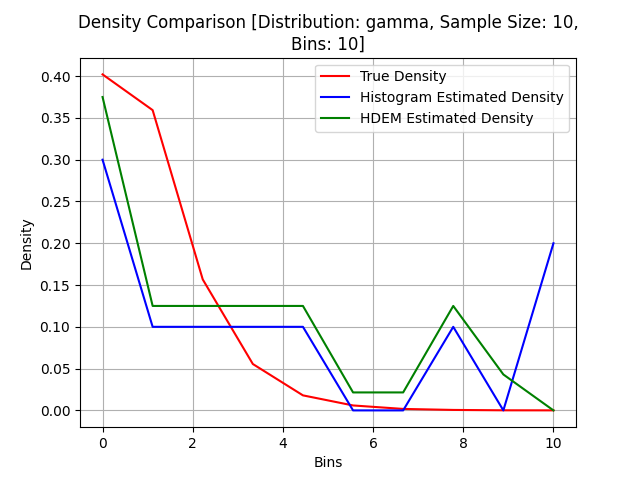 Density Comparison [Distribution: gamma, Sample Size: 10,
Bins: 10]
True Density
Histogram Estimated Density
HDEM Estimated Density
Density
0.40
0.35
0.30
0.25
0.20
0.15
0.10
0.05
0.00
0 2 4 6 8 10
Bins